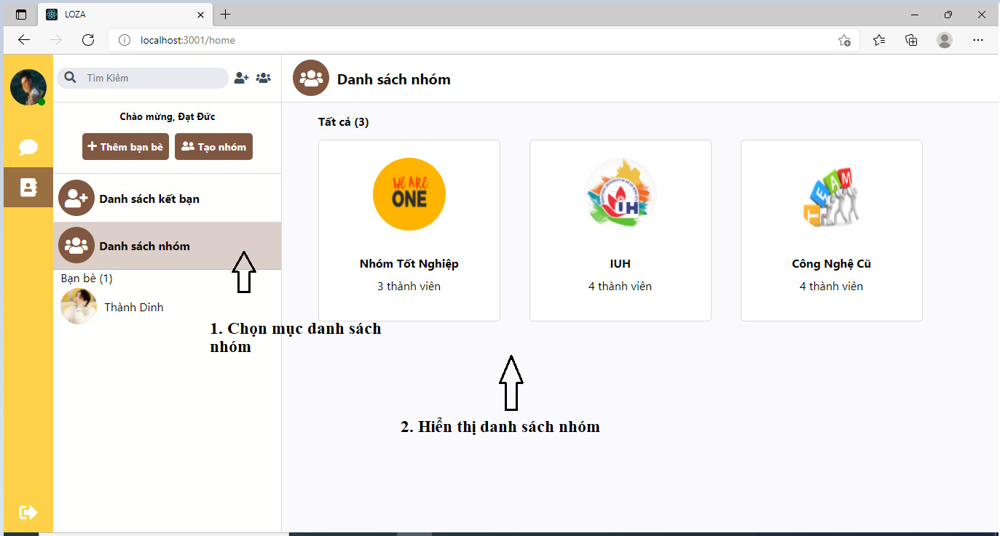 LOZA
localhost:3001/home
Tìm Kiếm
Danh sách nhóm
Chào mừng, Đạt Đức
Thêm bạn bè
Tạo nhóm
Danh sách kết bạn
Danh sách nhóm
Bạn bè (1)
Thành Dinh
Tất cả (3)
WE ARE
ONE
Nhóm Tốt Nghiệp
3 thành viên
IUH
IUH
4 thành viên
TEAM
Công Nghệ Cũ
4 thành viên
1. Chọn mục danh sách
nhóm
2. Hiển thị danh sách nhóm